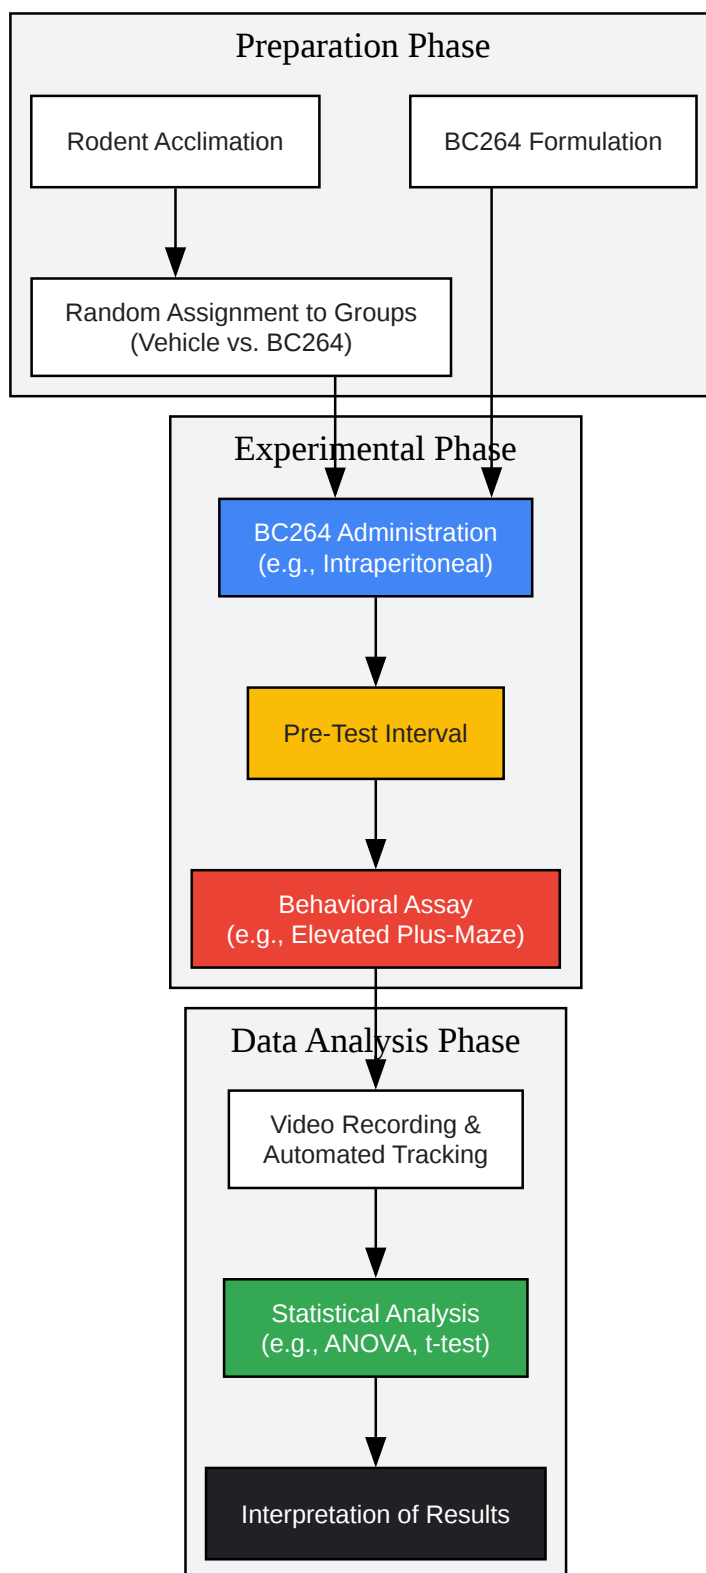 Preparation Phase
Rodent Acclimation
BC264 Formulation
Random Assignment to Groups
(Vehicle vs. BC264)
Experimental Phase
BC264 Administration
(e.g., Intraperitoneal)
Pre-Test Interval
Behavioral Assay
(e.g., Elevated Plus-Maze)
Data Analysis Phase
Video Recording &
Automated Tracking
Statistical Analysis
(e.g., ANOVA, t-test)
Interpretation of Results